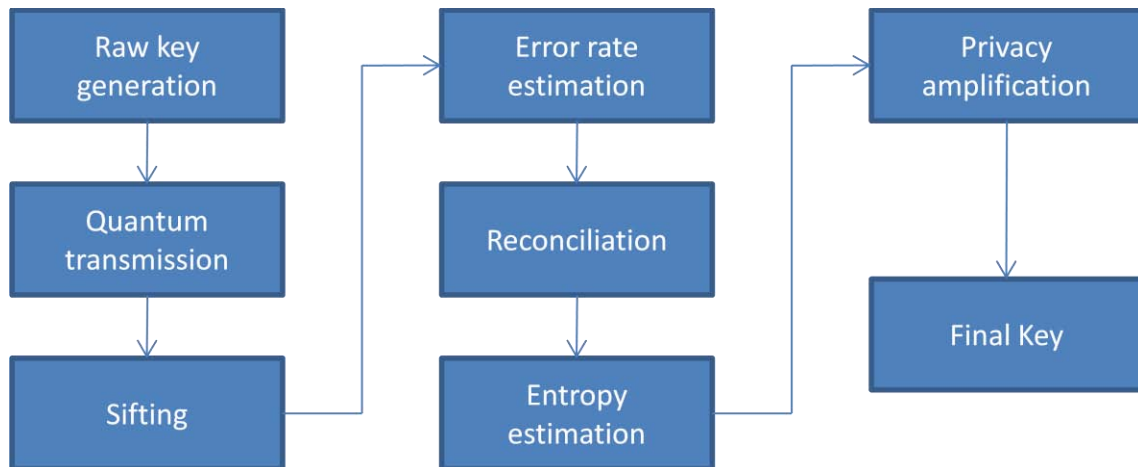 Raw key
generation
Quantum
transmission
Sifting
Error rate
estimation
Reconciliation
Entropy
estimation
Privacy
amplification
Final Key